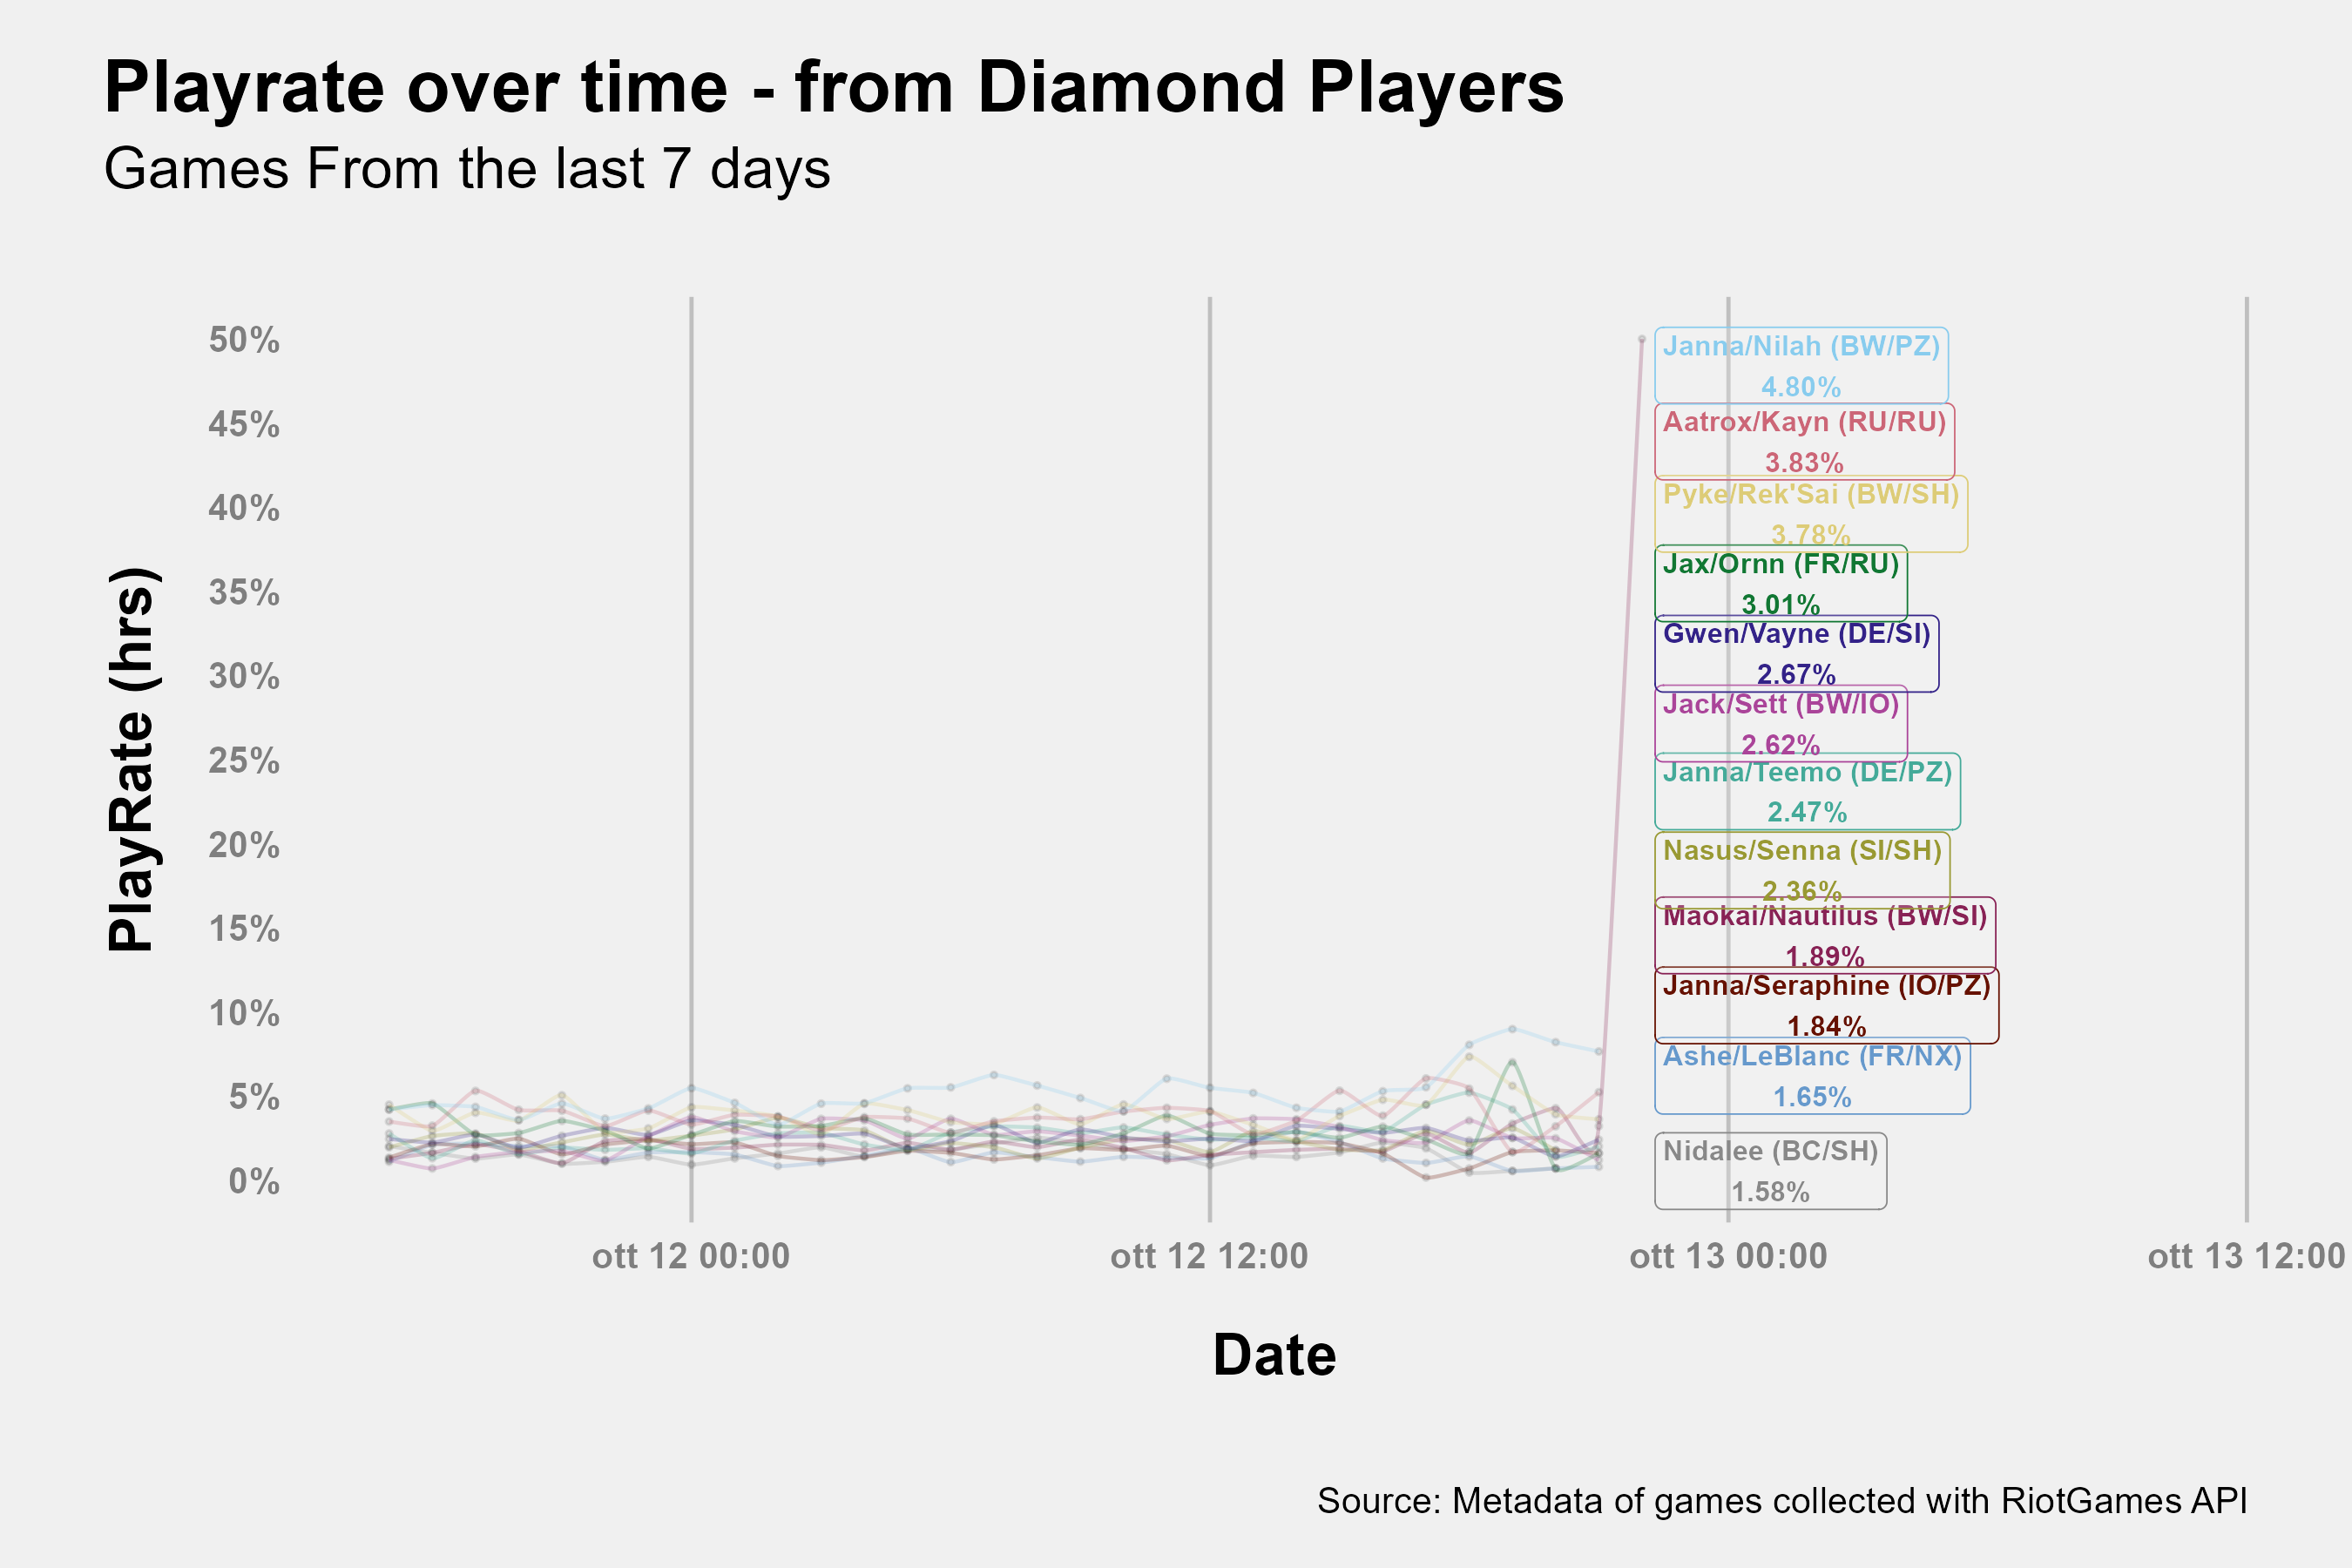 Playrate over time - from Diamond Players
Games From the last 7 days
PlayRate (hrs)
50%
45%
40%
35%
30%
25%
20%
15%
10%
5%
0%
Janna/Nilah (BW/PZ)
4.80%
Aatrox/Kayn (RU/RU)
3.83%
Pyke/Rek'Sai (BW/SH)
3.78%
Jax/Ornn (FR/RU)
3.01%
Gwen/Vayne (DE/SI)
2.67%
Jack/Sett (BW/IO)
2.62%
Janna/Teemo (DE/PZ)
2.47%
Nasus/Senna (SI/SH)
2.36%
Maokai/Nautilus (BW/SI)
1.89%
Janna/Seraphine (IO/PZ)
1.84%
Ashe/LeBlanc (FR/NX)
1.65%
Nidalee (BC/SH)
1.58%
ott 12 00:00
ott 12 12:00
ott 13 00:00
ott 13 12:00
Date
Source: Metadata of games collected with RiotGames API